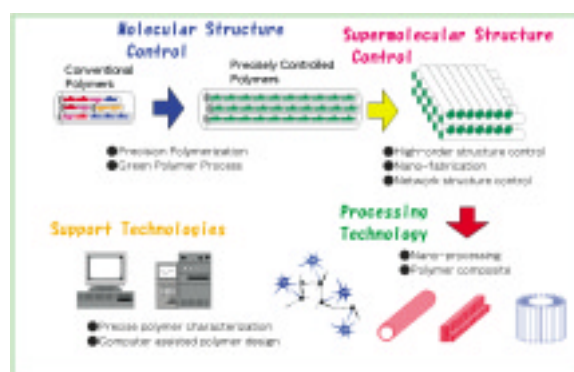 Molecular Structure
Control
Supermolecular Structure
Control
Conventional
Polymers
Precisely Controlled
Polymers
●Precision Polymerization
●Green Polymer Process
●High-order structure control
●Nano-fabrication
●Network structure control
Processing
Technology
Support Technologies
●Nano-processing
●Polymer composite
●Precise polymer characterization
●Computer assisted polymer design